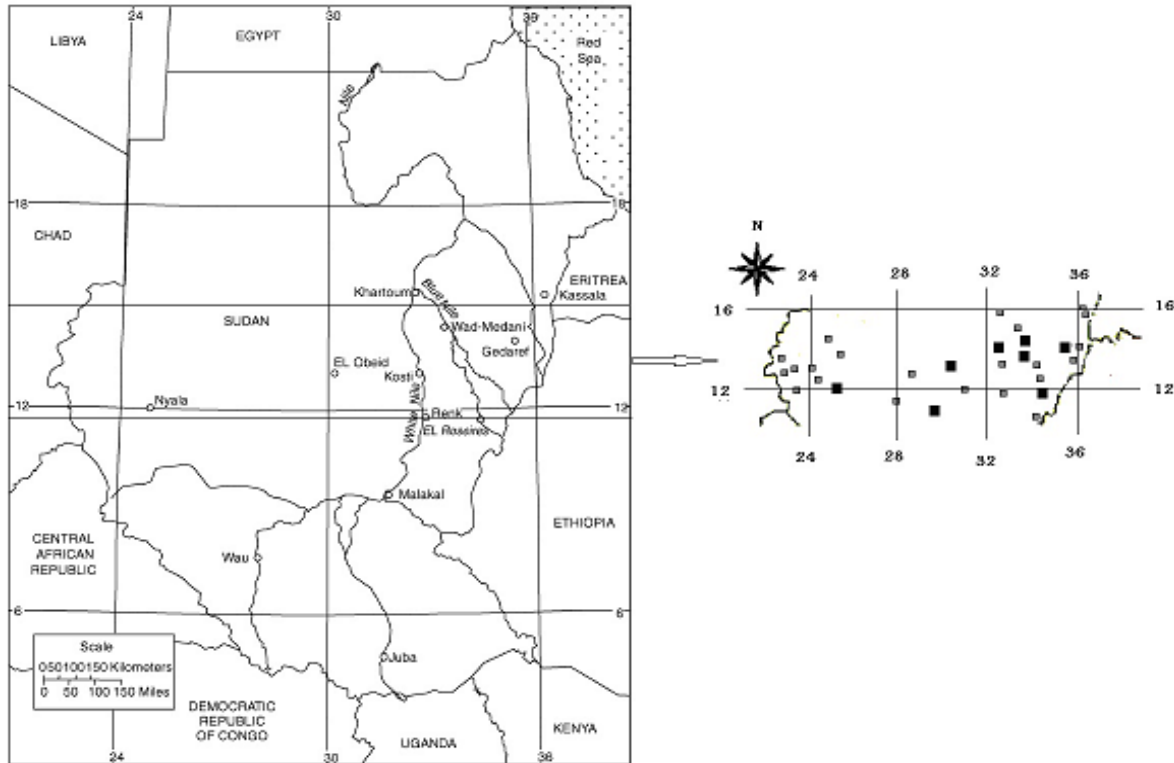 24
30
39
LIBYA
EGYPT
Red
Spa
Nile
18
18
CHAD
ERITREA
Khartoum
Blue Nile
Kassala
SUDAN
Wad-Medani
Gedaref
EL Obeid
Kosti
Nyala
12
12
White Nile
Renk
EL Rossires
Malakal
ETHIOPIA
CENTRAL
AFRICAN
REPUBLIC
Wau
6
6
Scale
050100150 Kilometers
0 50 100 150 Miles
Juba
DEMOCRATIC
REPUBLIC
OF CONGO
UGANDA
KENYA
24
30
36
N
24
28
32
36
16
16
12
12
24
28
32
36